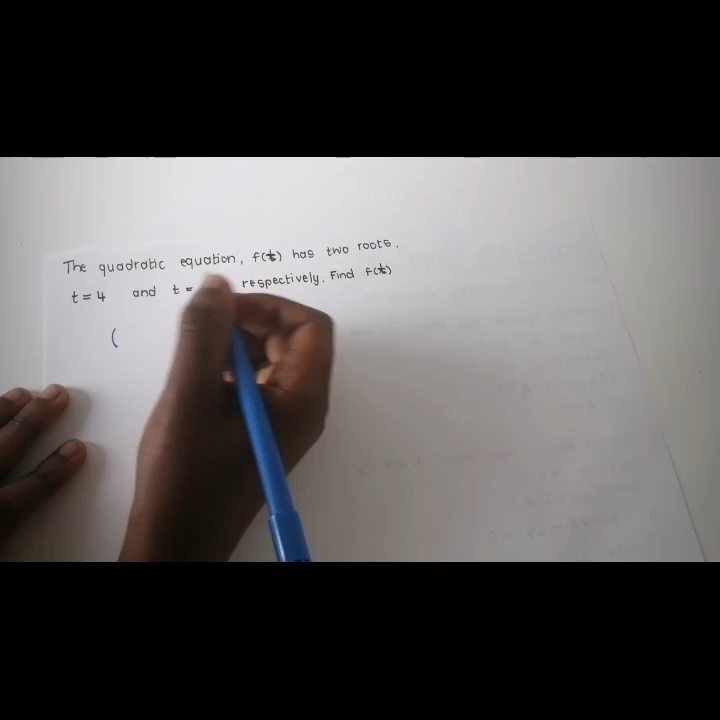 The quadratic equation, f(t) has two roots.
t = 4 and t = respectively. Find f(t)
(